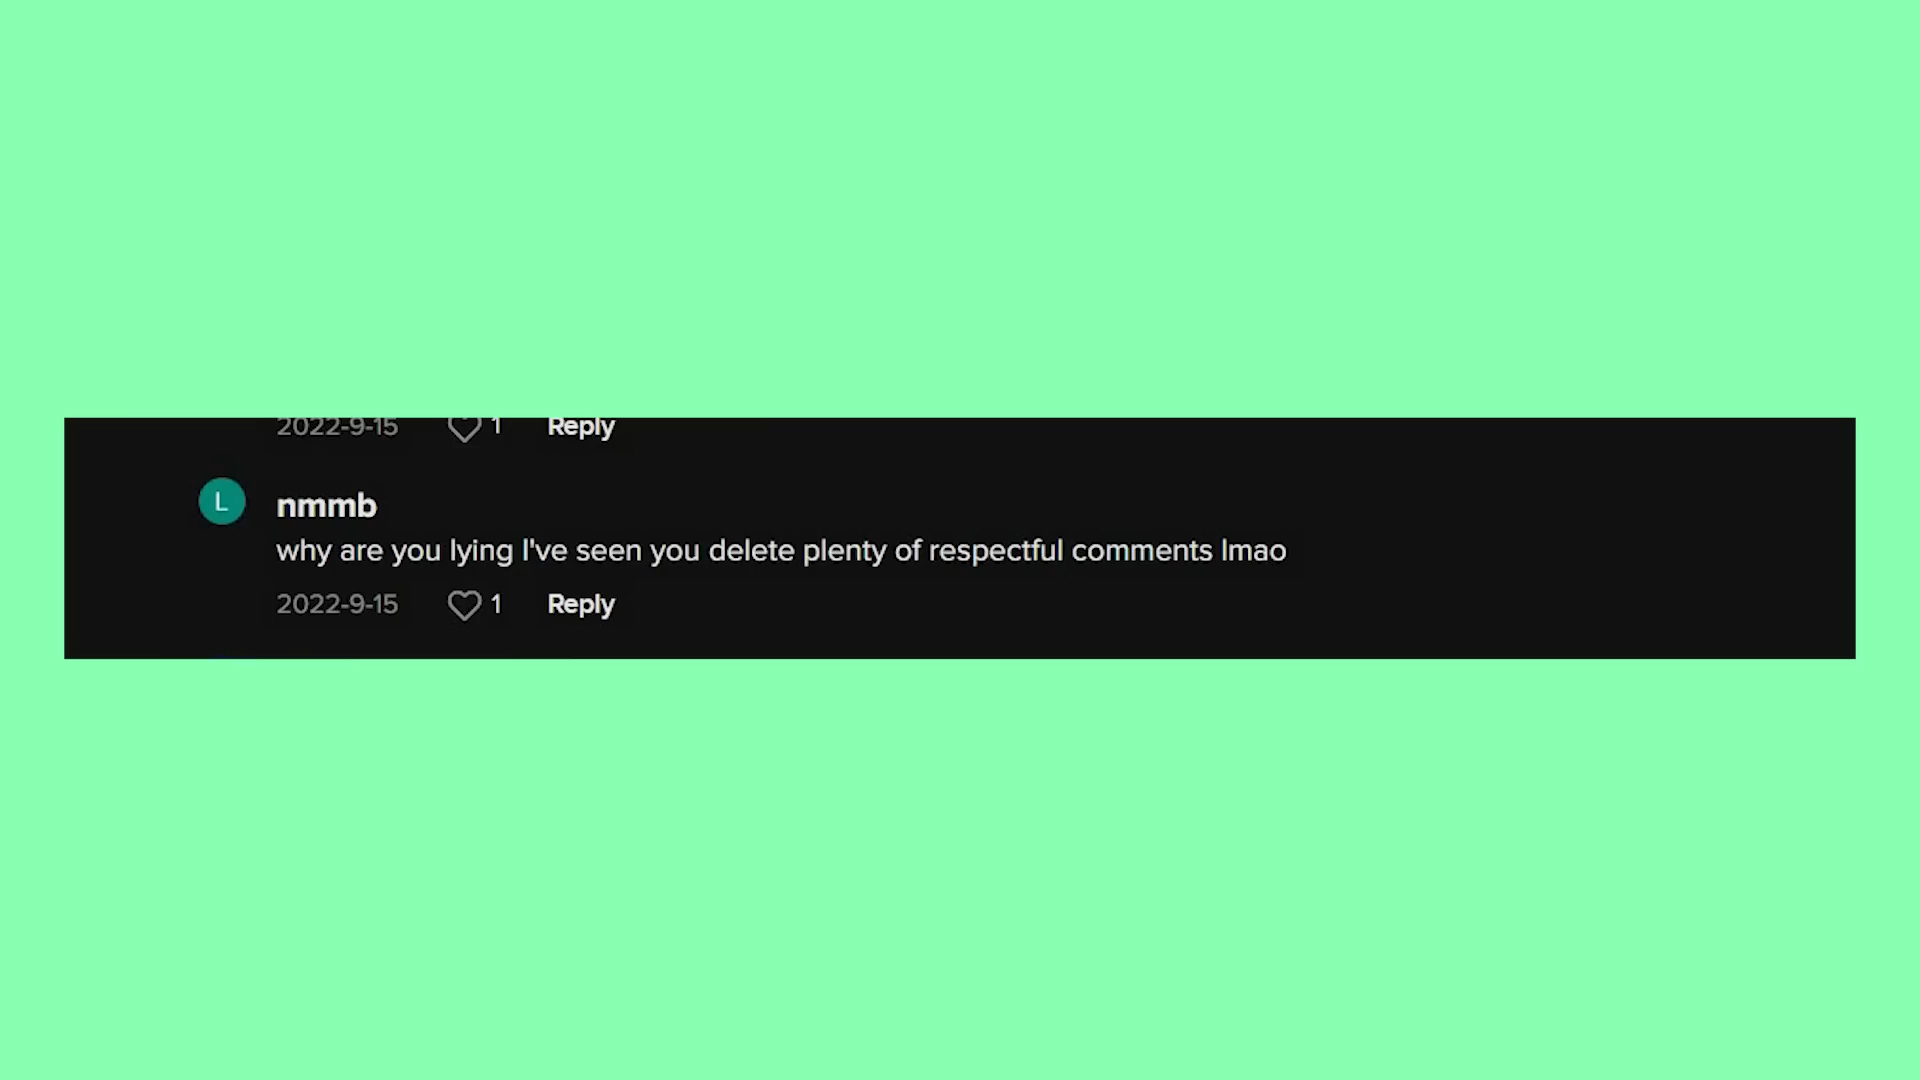 2022-9-15 1 Reply
L nmmb
why are you lying I've seen you delete plenty of respectful comments lmao
2022-9-15 1 Reply